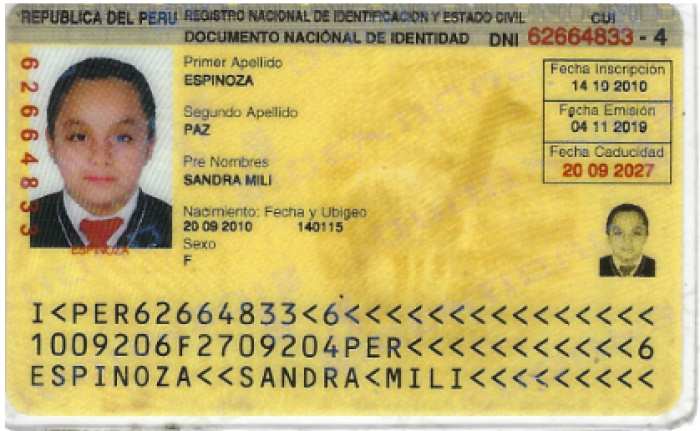 REPUBLICA DEL PERU REGISTRO NACIONAL DE IDENTIFICACION Y ESTADO CIVIL CUI
DOCUMENTO NACIONAL DE IDENTIDAD DNI 62664833 - 4
62664833
Primer Apellido
ESPINOZA
Segundo Apellido
PAZ
Pre Nombres
SANDRA MILI
Nacimiento: Fecha y Ubigeo
20 09 2010 140115
Sexo
F
Fecha Inscripción
14 10 2010
Fecha Emisión
04 11 2019
Fecha Caducidad
20 09 2027
ESPINOZA
I<PER62664833<6<<<<<<<<<<<<<<<
1009206F2709204PER<<<<<<<<<<<6
ESPINOZA<<SANDRA<MILI<<<<<<<<<